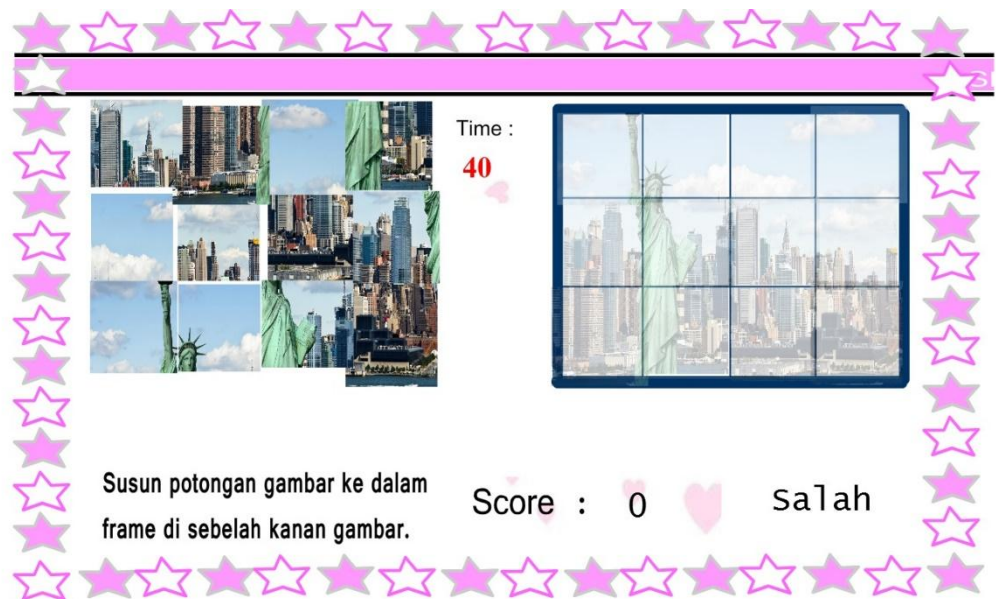 Time :
40
Susun potongan gambar ke dalam
frame di sebelah kanan gambar.
Score : 0
Salah